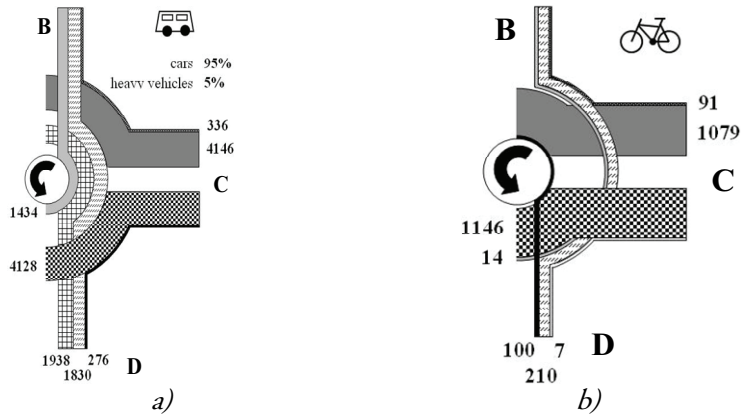 B
cars 95%
heavy vehicles 5%
336
4146
C
1434
4128
1938 276
1830
D
a)
B
91
1079
C
1146
14
100 7
210
D
b)